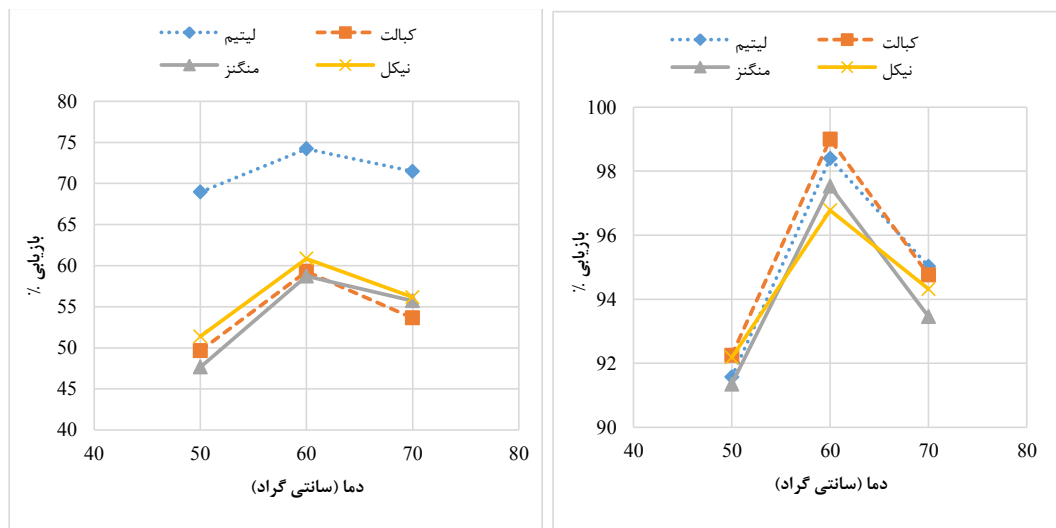 لیتیم
کبالت
منگنز
نیکل
80
75
70
65
60
55
50
45
40
40
50
60
70
80
بازیابی %
دما (سانتی گراد)
لیتیم
کبالت
منگنز
نیکل
100
98
96
94
92
90
40
50
60
70
80
بازیابی %
دما (سانتی گراد)